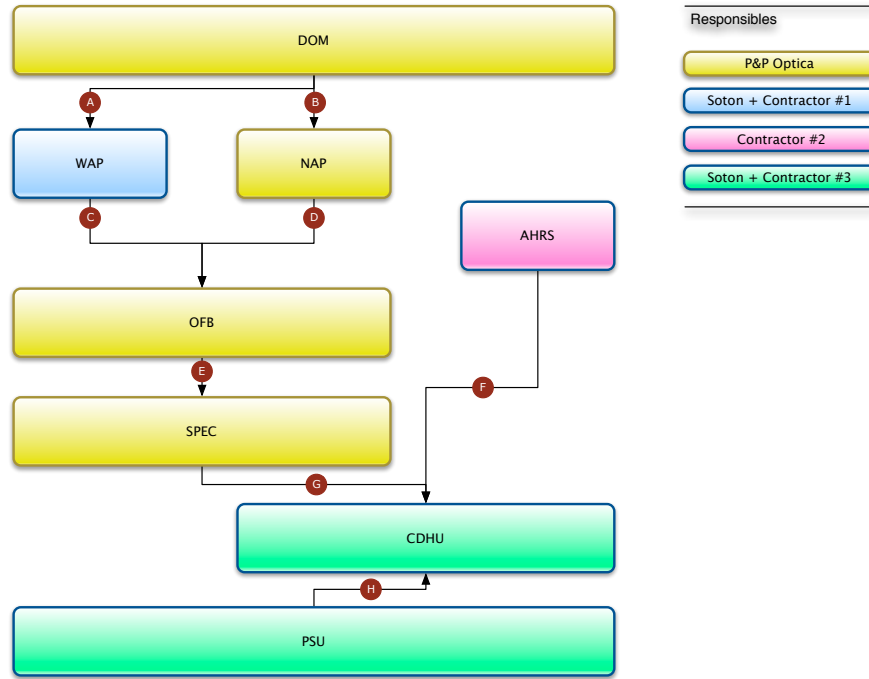 DOM
Responsibles
P&P Optica
A
B
Soton + Contractor #1
WAP
NAP
Contractor #2
Soton + Contractor #3
C
D
AHRS
OFB
E
F
SPEC
G
CDHU
H
PSU